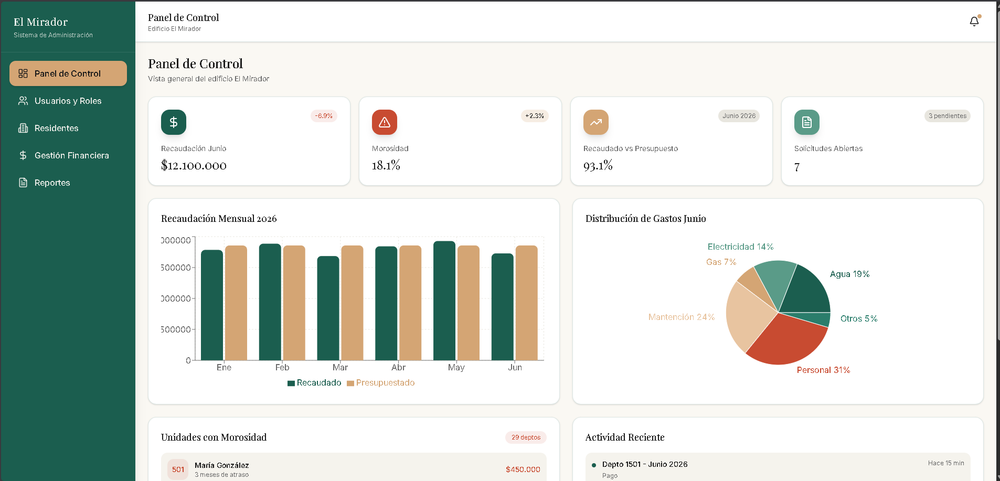 El Mirador
Sistema de Administración
Panel de Control
Usuarios y Roles
Residentes
Gestión Financiera
Reportes
Panel de Control
Edificio El Mirador
Panel de Control
Vista general del edificio El Mirador
-6.9%
Recaudación Junio
$12.100.000
+2.3%
Morosidad
18.1%
Junio 2026
Recaudado vs Presupuesto
93.1%
3 pendientes
Solicitudes Abiertas
7
Recaudación Mensual 2026
000000
500000
000000
500000
0
Ene Feb Mar Abr May Jun
Recaudado Presupuestado
Distribución de Gastos Junio
Electricidad 14%
Gas 7%
Agua 19%
Mantención 24%
Otros 5%
Personal 31%
Unidades con Morosidad
29 deptos
501
María González
3 meses de atraso
$450.000
Actividad Reciente
Depto 1501 - Junio 2026
Hace 15 min
Pago